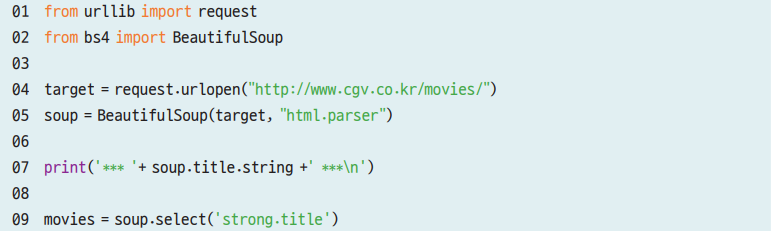 01 from urllib import request
02 from bs4 import BeautifulSoup
03
04 target = request.urlopen("http://www.cgv.co.kr/movies/")
05 soup = BeautifulSoup(target, "html.parser")
06
07 print('*** '+ soup.title.string +' ***\n')
08
09 movies = soup.select('strong.title')